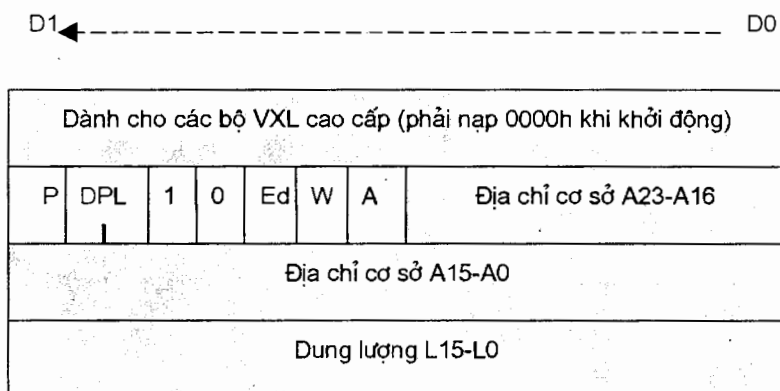 D1 D0
Dành cho các bộ VXL cao cấp (phải nạp 0000h khi khởi động)
P DPL 1 0 Ed W A Địa chỉ cơ sở A23-A16
Địa chỉ cơ sở A15-A0
Dung lượng L15-L0